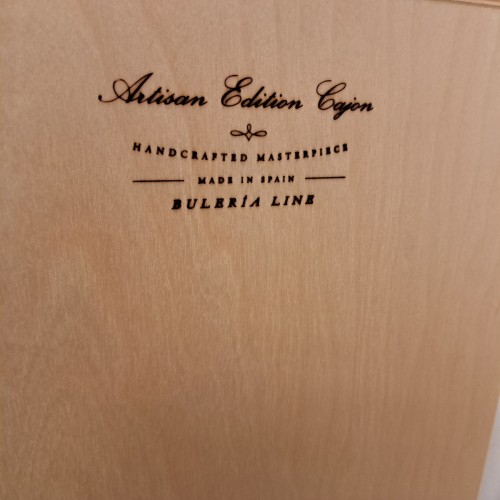 Artisan Edition Cajon
HANDCRAFTED MASTERPIECE
MADE IN SPAIN
BULERÍA LINE